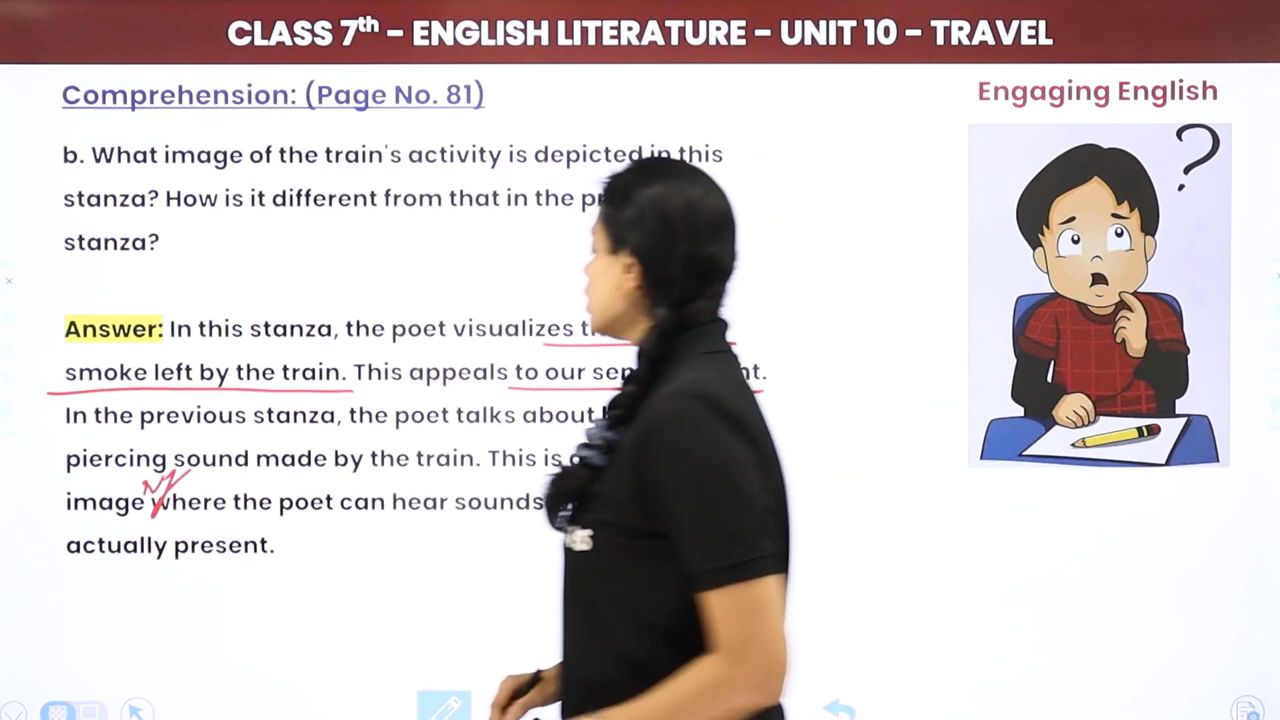 CLASS 7th – ENGLISH LITERATURE – UNIT 10 – TRAVEL
Comprehension: (Page No. 81)
Engaging English
b. What image of the train's activity is depicted in this
stanza? How is it different from that in the
stanza?
?
Answer: In this stanza, the poet visualizes
smoke left by the train. This appeals to our
In the previous stanza, the poet talks about
piercing sound made by the train. This is
image ry where the poet can hear sounds
actually present.